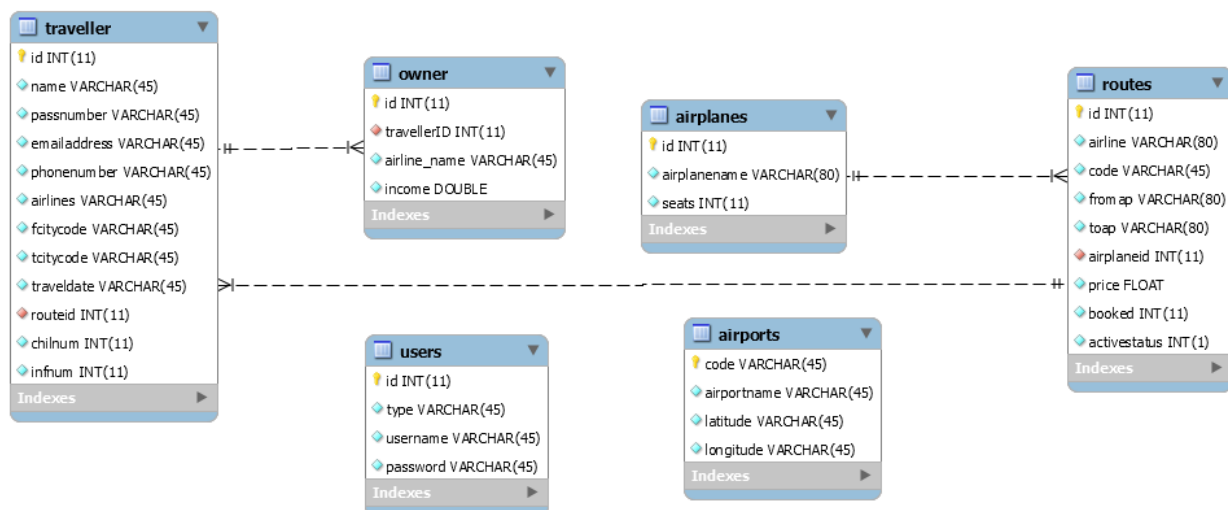 traveller
id INT(11)
name VARCHAR(45)
passnumber VARCHAR(45)
emailaddress VARCHAR(45)
phonenumber VARCHAR(45)
airlines VARCHAR(45)
fcitycode VARCHAR(45)
tcitycode VARCHAR(45)
traveldate VARCHAR(45)
routeid INT(11)
chilnum INT(11)
infnum INT(11)
Indexes
owner
id INT(11)
travellerID INT(11)
airline_name VARCHAR(45)
income DOUBLE
Indexes
airplanes
id INT(11)
airplanename VARCHAR(80)
seats INT(11)
Indexes
routes
id INT(11)
airline VARCHAR(80)
code VARCHAR(45)
fromap VARCHAR(80)
toap VARCHAR(80)
airplaneid INT(11)
price FLOAT
booked INT(11)
activestatus INT(1)
Indexes
users
id INT(11)
type VARCHAR(45)
username VARCHAR(45)
password VARCHAR(45)
Indexes
airports
code VARCHAR(45)
airportname VARCHAR(45)
latitude VARCHAR(45)
longitude VARCHAR(45)
Indexes